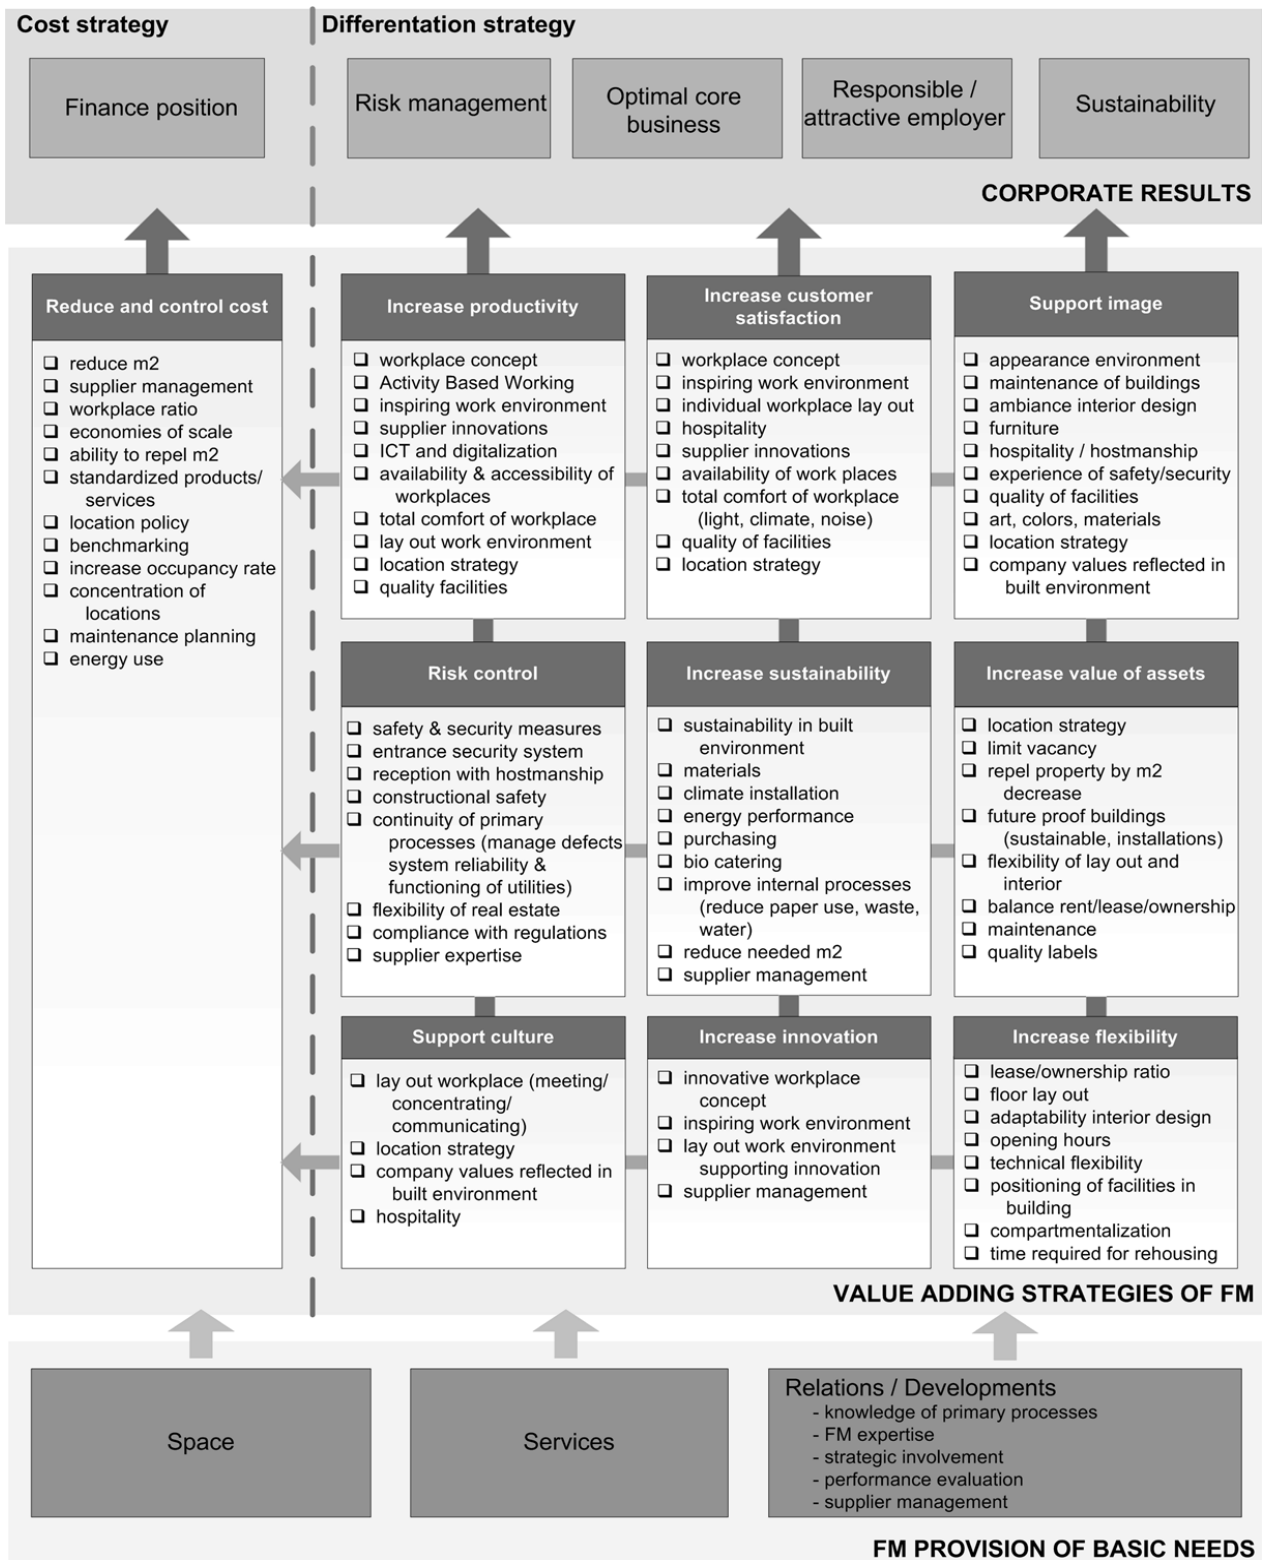 Cost strategy
Differentation strategy
Finance position
Risk management
Optimal core
business
Responsible /
attractive employer
Sustainability
CORPORATE RESULTS
Reduce and control cost
❑ reduce m2
❑ supplier management
❑ workplace ratio
❑ economies of scale
❑ ability to repel m2
❑ standardized products/
services
❑ location policy
❑ benchmarking
❑ increase occupancy rate
❑ concentration of
locations
❑ maintenance planning
❑ energy use
Increase productivity
❑ workplace concept
❑ Activity Based Working
❑ inspiring work environment
❑ supplier innovations
❑ ICT and digitalization
❑ availability & accessibility of
workplaces
❑ total comfort of workplace
❑ lay out work environment
❑ location strategy
❑ quality facilities
Increase customer
satisfaction
❑ workplace concept
❑ inspiring work environment
❑ individual workplace lay out
❑ hospitality
❑ supplier innovations
❑ availability of work places
❑ total comfort of workplace
(light, climate, noise)
❑ quality of facilities
❑ location strategy
Support image
❑ appearance environment
❑ maintenance of buildings
❑ ambiance interior design
❑ furniture
❑ hospitality / hostmanship
❑ experience of safety/security
❑ quality of facilities
❑ art, colors, materials
❑ location strategy
❑ company values reflected in
built environment
Risk control
❑ safety & security measures
❑ entrance security system
❑ reception with hostmanship
❑ constructional safety
❑ continuity of primary
processes (manage defects
system reliability &
functioning of utilities)
❑ flexibility of real estate
❑ compliance with regulations
❑ supplier expertise
Increase sustainability
❑ sustainability in built
environment
❑ materials
❑ climate installation
❑ energy performance
❑ purchasing
❑ bio catering
❑ improve internal processes
(reduce paper use, waste,
water)
❑ reduce needed m2
❑ supplier management
Increase value of assets
❑ location strategy
❑ limit vacancy
❑ repel property by m2
decrease
❑ future proof buildings
(sustainable, installations)
❑ flexibility of lay out and
interior
❑ balance rent/lease/ownership
❑ maintenance
❑ quality labels
Support culture
❑ lay out workplace (meeting/
concentrating/
communicating)
❑ location strategy
❑ company values reflected in
built environment
❑ hospitality
Increase innovation
❑ innovative workplace
concept
❑ inspiring work environment
❑ lay out work environment
supporting innovation
❑ supplier management
Increase flexibility
❑ lease/ownership ratio
❑ floor lay out
❑ adaptability interior design
❑ opening hours
❑ technical flexibility
❑ positioning of facilities in
building
❑ compartmentalization
❑ time required for rehousing
VALUE ADDING STRATEGIES OF FM
Space
Services
Relations / Developments
- knowledge of primary processes
- FM expertise
- strategic involvement
- performance evaluation
- supplier management
FM PROVISION OF BASIC NEEDS